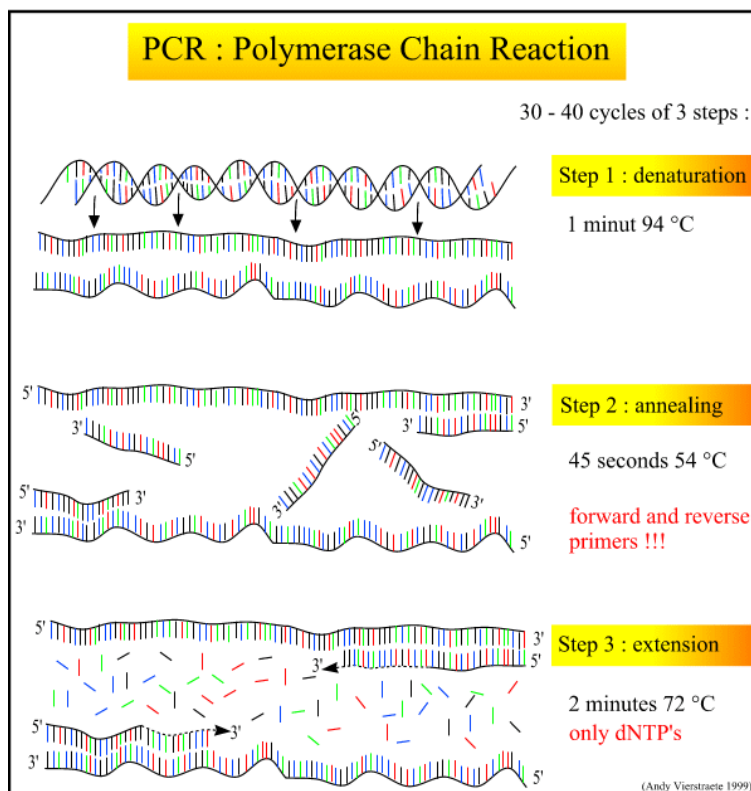 PCR : Polymerase Chain Reaction
30 - 40 cycles of 3 steps :
Step 1 : denaturation
1 minut 94 °C
5'
3'
Step 2 : annealing
3'
5'
5'
3'
5'
45 seconds 54 °C
5'
3'
3'
3'
forward and reverse
primers !!!
3'
5'
5'
3'
Step 3 : extension
3'
5'
2 minutes 72 °C
only dNTP's
5'
3'
3'
5'
(Andy Vierstraete 1999)